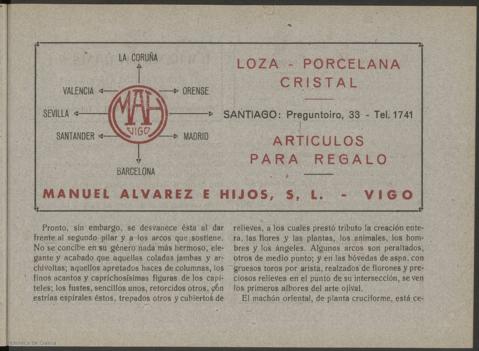 LA CORUÑA
VALENCIA
ORENSE
SEVILLA
MAH
VIGO
SANTANDER
MADRID
BARCELONA
LOZA - PORCELANA
CRISTAL
SANTIAGO: Preguntoiro, 33 - Tel. 1741
ARTICULOS
PARA REGALO
MANUEL ALVAREZ E HIJOS, S, L. - VIGO
Pronto, sin embargo, se desvanece ésta al dar
frente al segundo pilar y a los arcos que sostiene.
No se concibe en su género nada más hermoso, ele-
gante y acabado que aquellas coladas jambas y ar-
chivoltas; aquellos apretados haces de columnas, los
finos acantos y caprichosísimas figuras de los capi-
teles; los fustes, sencillos unos, retorcidos otros, con
estrías espirales éstos, trepados otros y cubiertos de
relieves, a los cuales prestó tributo la creación ente-
ra, las flores y las plantas, los animales, los hom-
bres y los ángeles. Algunos arcos son peraltados,
otros de medio punto; y en las bóvedas de aspa, con
gruesos toros por arista, realzados de florones y pre-
ciosos relieves en el punto de su intersección, se ven
los primeros albores del arte ojival.
El machón oriental, de planta cruciforme, está ce-